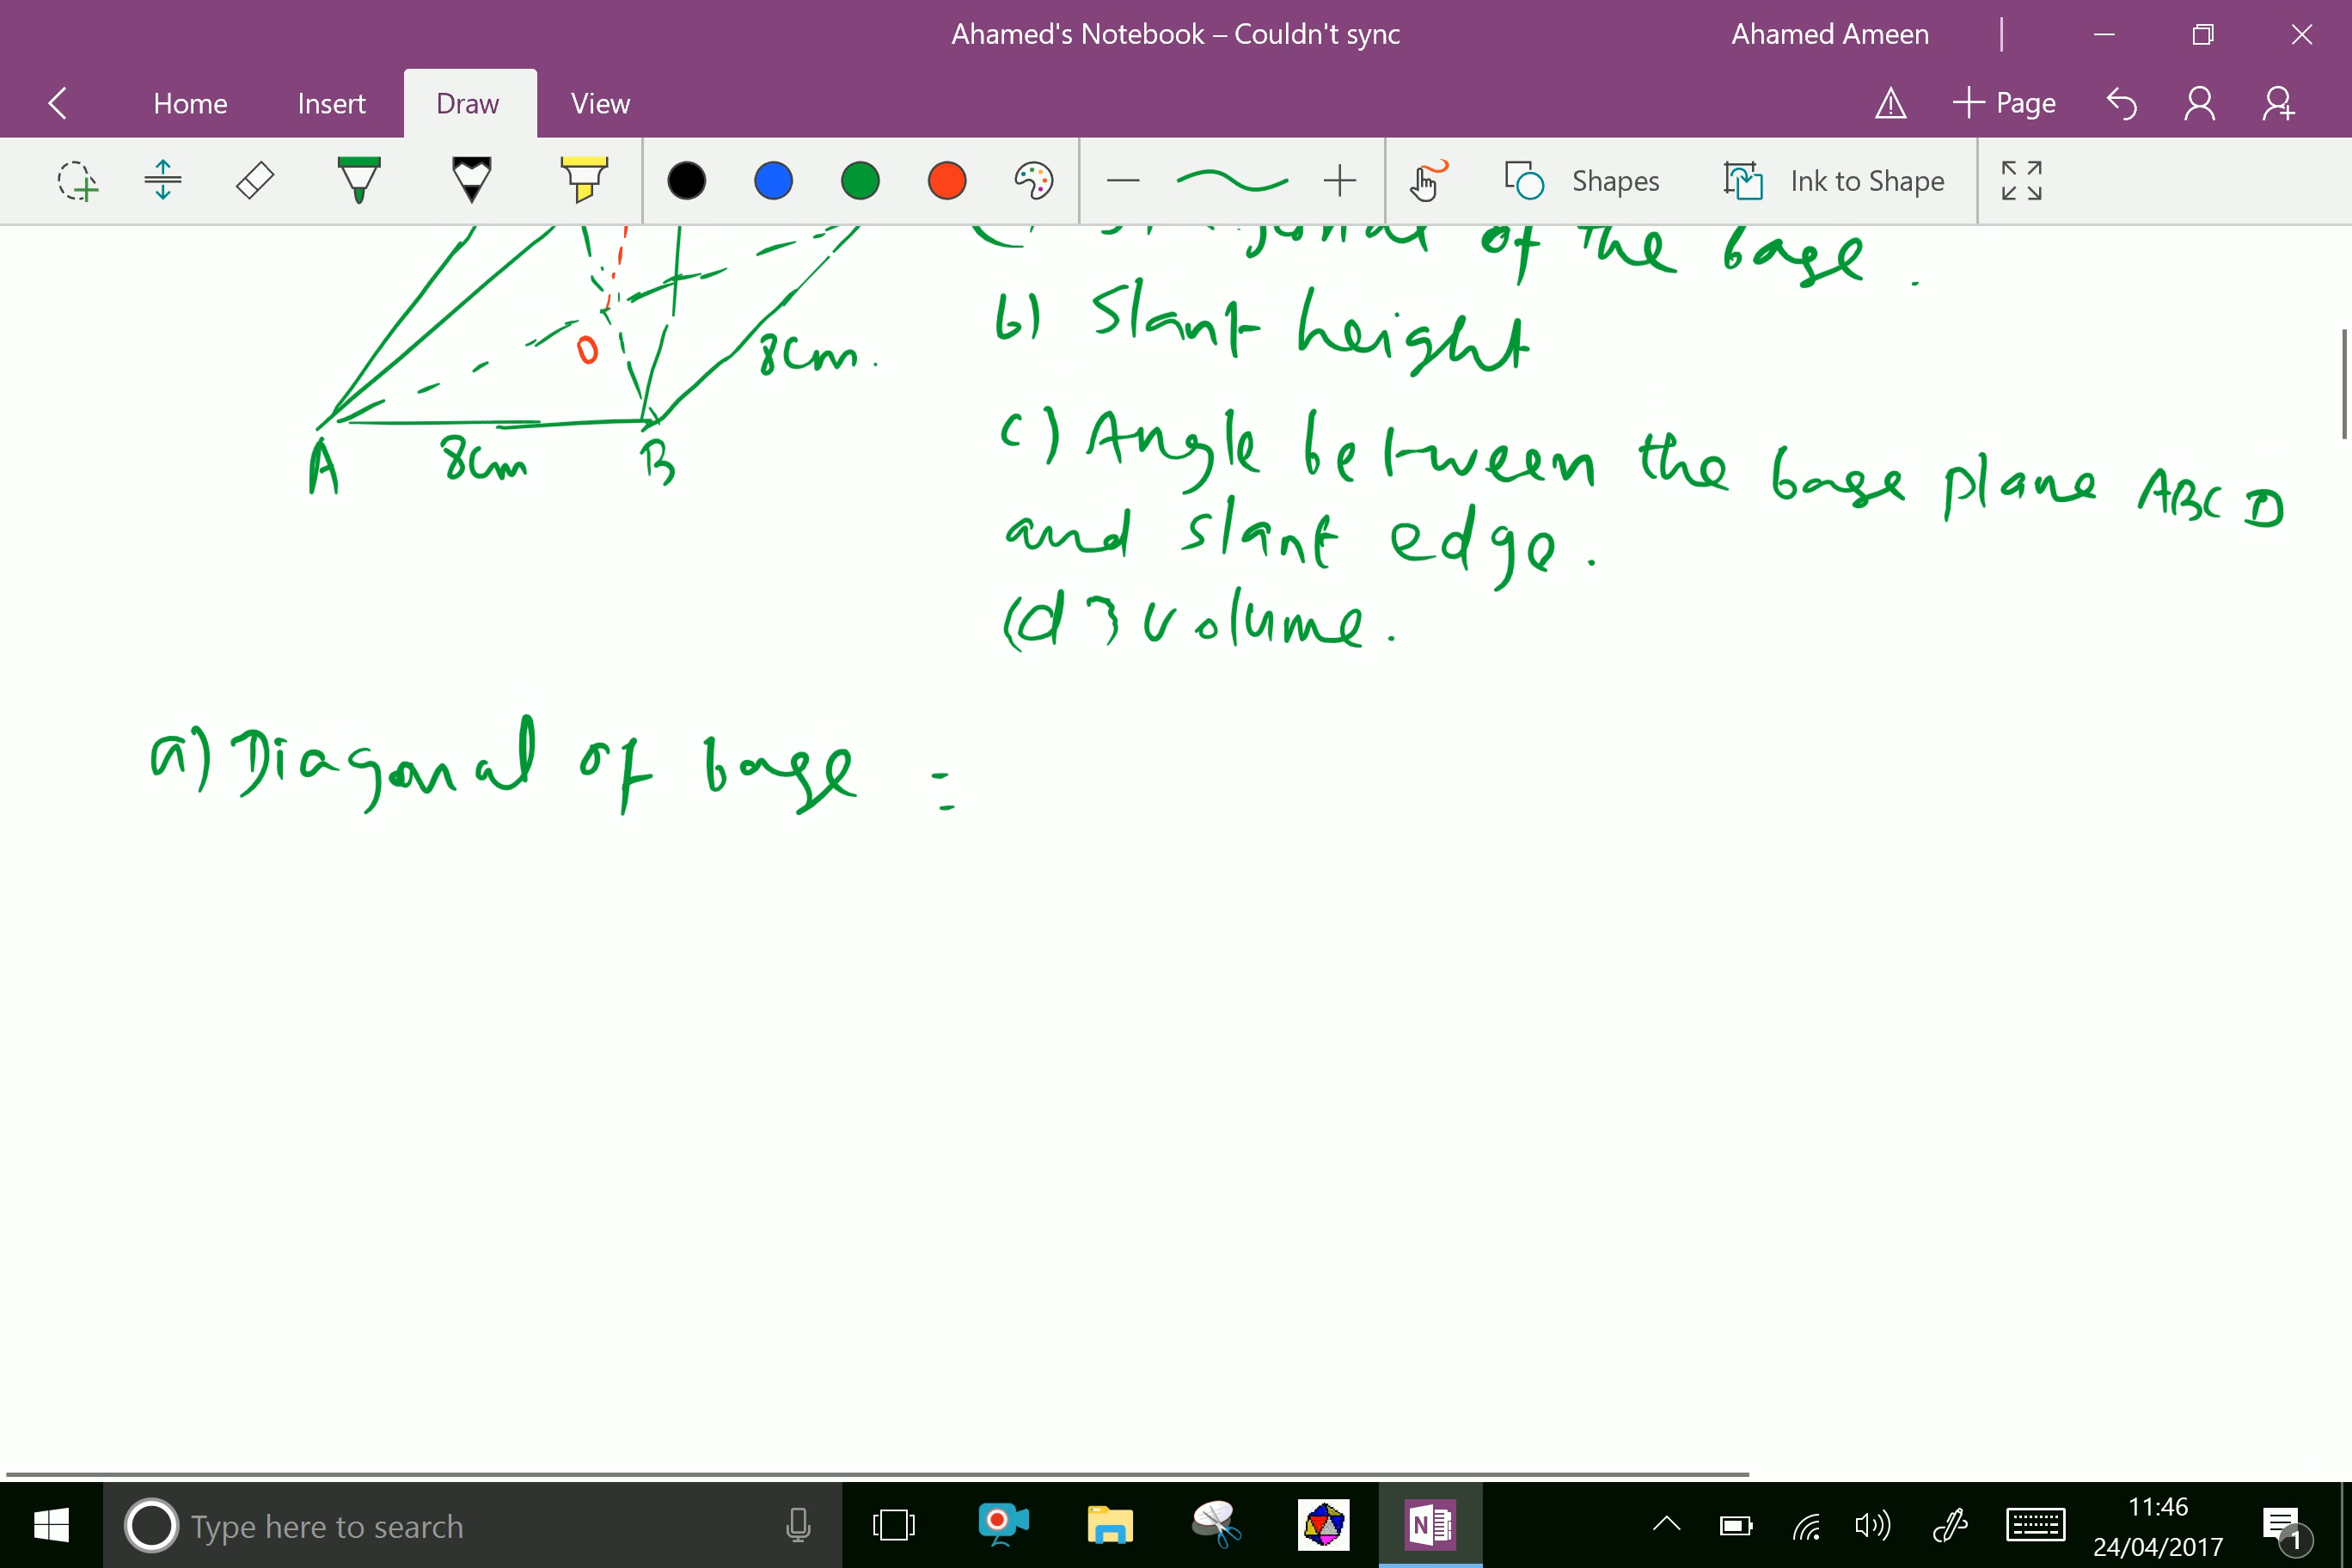 Ahamed's Notebook – Couldn't sync
Ahamed Ameen
Home
Insert
Draw
View
Page
Shapes
Ink to Shape
of the base.
b) Slant height
8cm.
c) Angle between the base plane ABCD
A
8cm
B
O
and slant edge.
(d) Volume.
a) Diagonal of base =
Type here to search
N
11:46
24/04/2017
1